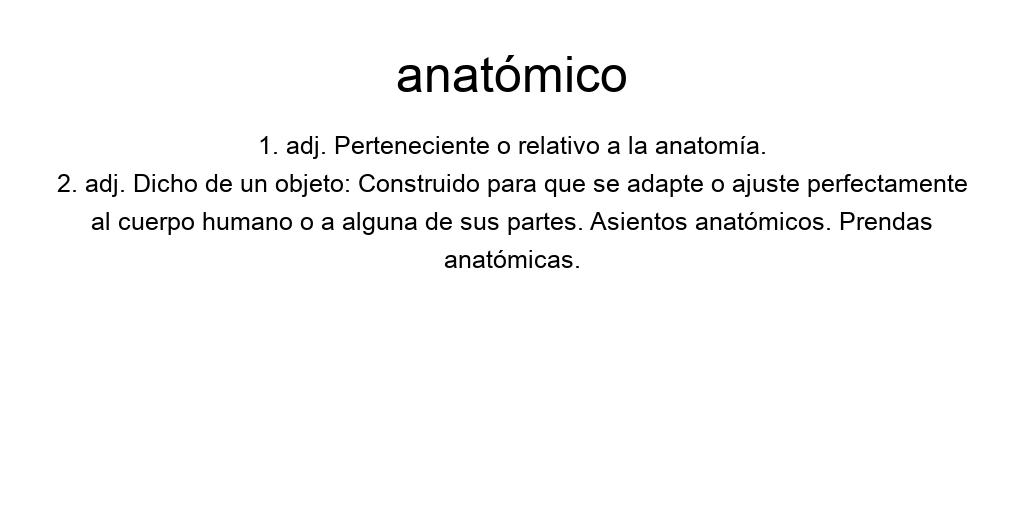 anatómico
1. adj. Perteneciente o relativo a la anatomía.
2. adj. Dicho de un objeto: Construido para que se adapte o ajuste perfectamente
al cuerpo humano o a alguna de sus partes. Asientos anatómicos. Prendas
anatómicas.